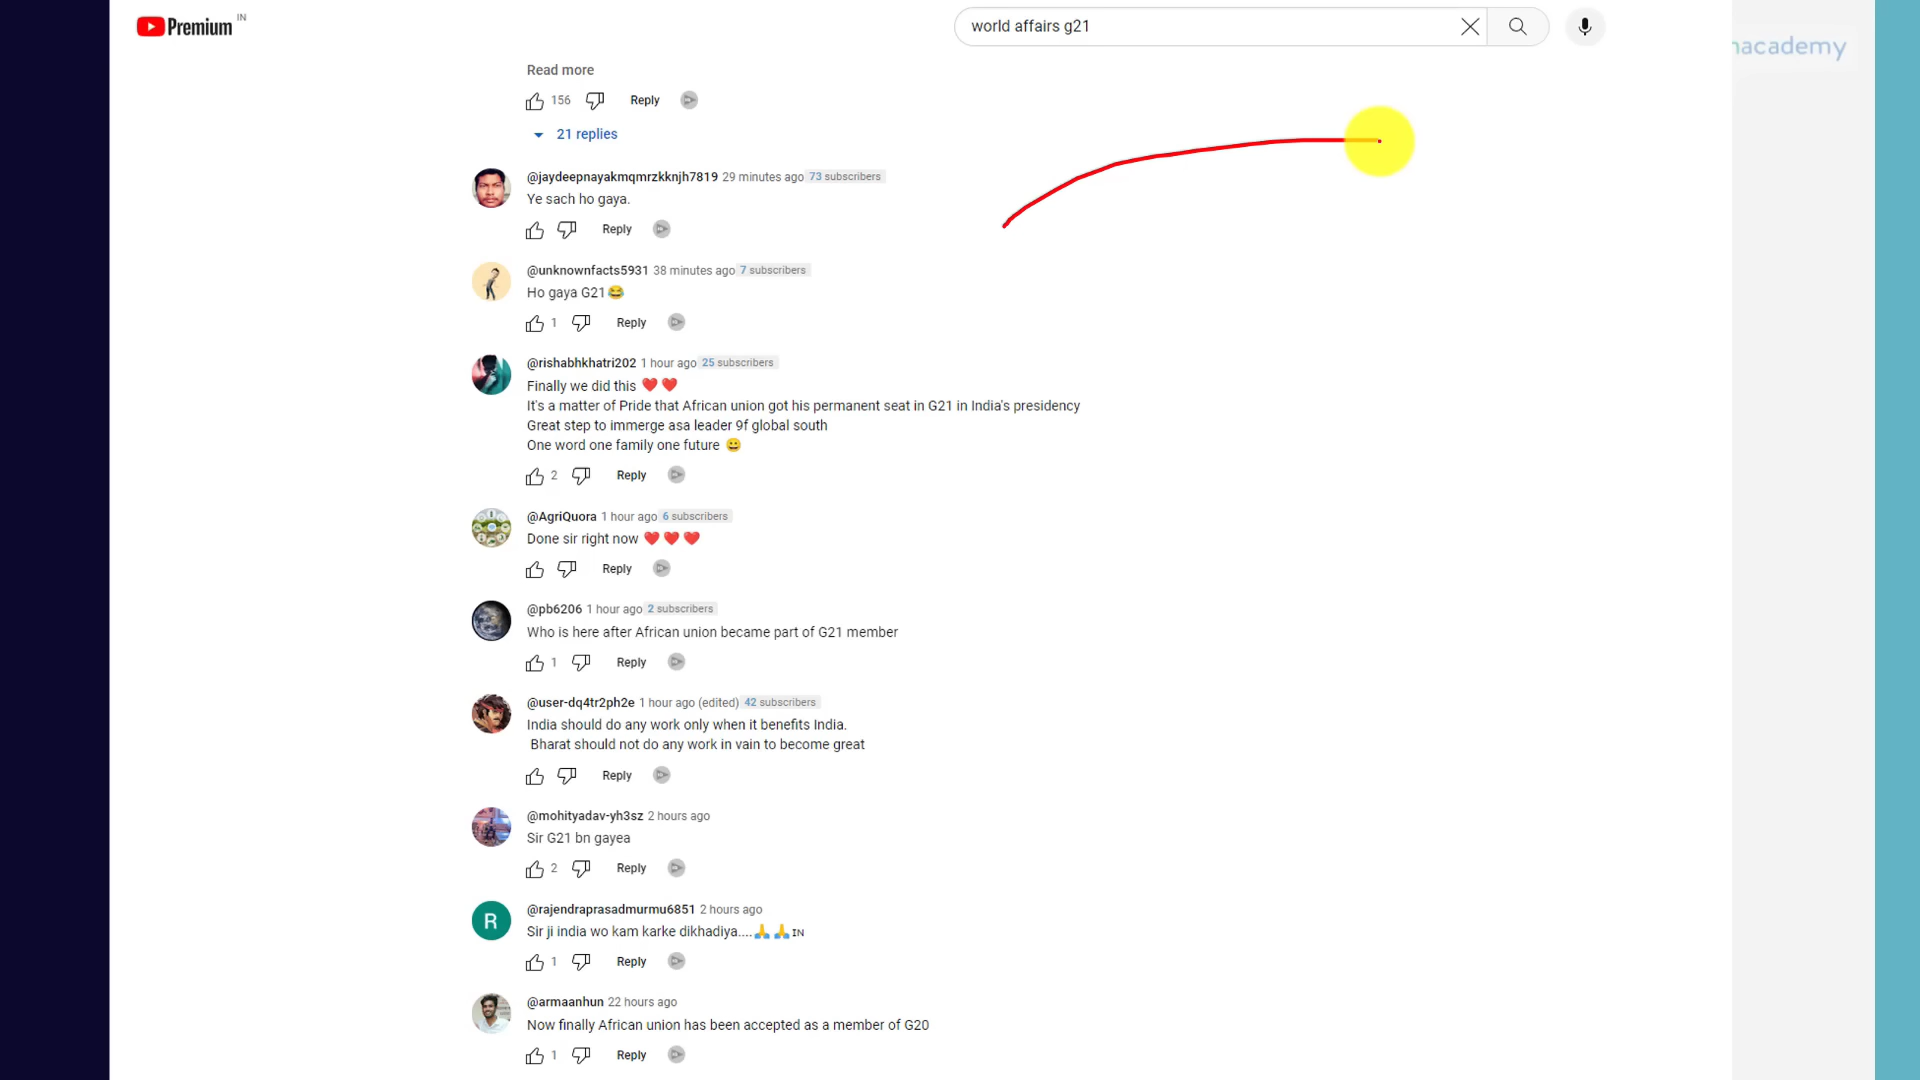 Premium IN
world affairs g21
nacademy
Read more
156 Reply
21 replies
@jaydeepnayakmqmrzkknjh7819 29 minutes ago 73 subscribers
Ye sach ho gaya.
Reply
@unknownfacts5931 38 minutes ago 7 subscribers
Ho gaya G21😂
1 Reply
@rishabhkhatri202 1 hour ago 25 subscribers
Finally we did this ❤️ ❤️
It's a matter of Pride that African union got his permanent seat in G21 in India's presidency
Great step to immerge asa leader 9f global south
One word one family one future 😀
2 Reply
@AgriQuora 1 hour ago 6 subscribers
Done sir right now ❤️ ❤️ ❤️
Reply
@pb6206 1 hour ago 2 subscribers
Who is here after African union became part of G21 member
1 Reply
@user-dq4tr2ph2e 1 hour ago (edited) 42 subscribers
India should do any work only when it benefits India.
Bharat should not do any work in vain to become great
Reply
@mohityadav-yh3sz 2 hours ago
Sir G21 bn gayea
2 Reply
R
@rajendraprasadmurmu6851 2 hours ago
Sir ji india wo kam karke dikhadiya....🙏🙏IN
1 Reply
@armaanhun 22 hours ago
Now finally African union has been accepted as a member of G20
1 Reply